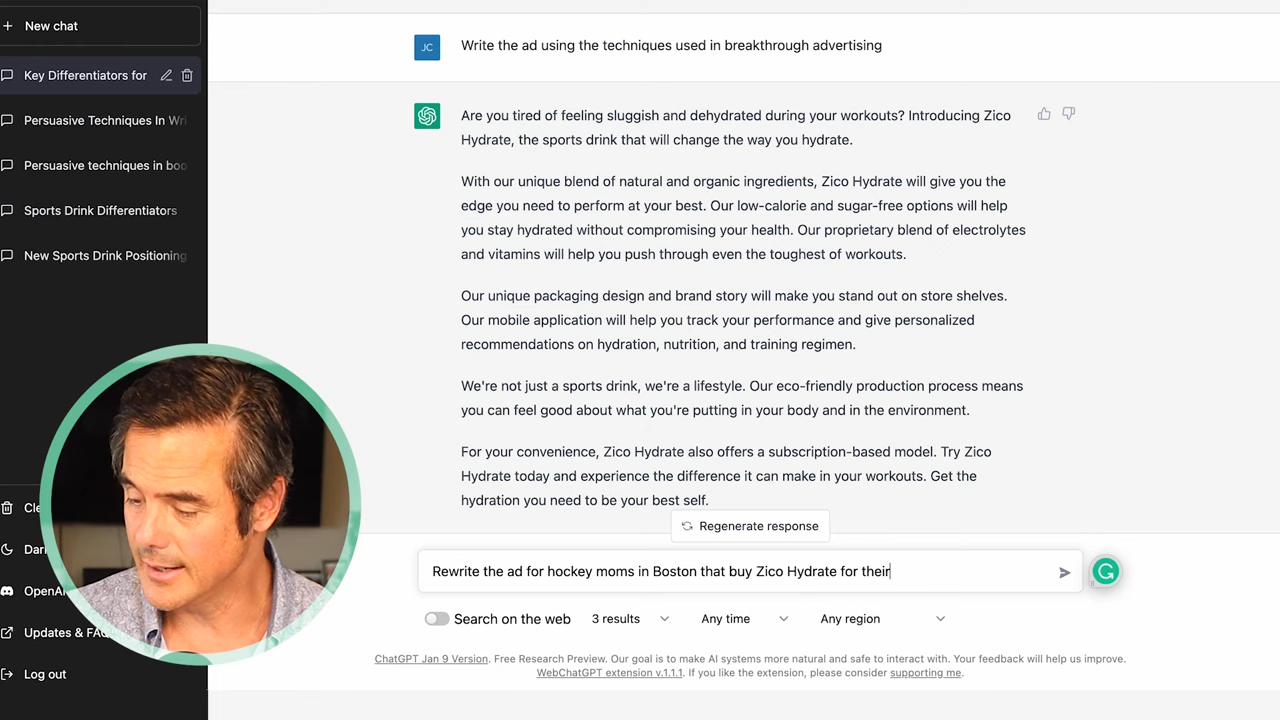 New chat
Key Differentiators for
Persuasive Techniques In Wri
Persuasive techniques in boo
Sports Drink Differentiators
New Sports Drink Positioning
JC
Write the ad using the techniques used in breakthrough advertising
Are you tired of feeling sluggish and dehydrated during your workouts? Introducing Zico
Hydrate, the sports drink that will change the way you hydrate.
With our unique blend of natural and organic ingredients, Zico Hydrate will give you the
edge you need to perform at your best. Our low-calorie and sugar-free options will help
you stay hydrated without compromising your health. Our proprietary blend of electrolytes
and vitamins will help you push through even the toughest of workouts.
Our unique packaging design and brand story will make you stand out on store shelves.
Our mobile application will help you track your performance and give personalized
recommendations on hydration, nutrition, and training regimen.
We're not just a sports drink, we're a lifestyle. Our eco-friendly production process means
you can feel good about what you're putting in your body and in the environment.
For your convenience, Zico Hydrate also offers a subscription-based model. Try Zico
Hydrate today and experience the difference it can make in your workouts. Get the
hydration you need to be your best self.
Regenerate response
Rewrite the ad for hockey moms in Boston that buy Zico Hydrate for their
Search on the web 3 results Any time Any region
ChatGPT Jan 9 Version. Free Research Preview. Our goal is to make AI systems more natural and safe to interact with. Your feedback will help us improve.
WebChatGPT extension v.1.1.1. If you like the extension, please consider supporting me.
Cle
Dar
OpenAI
Updates & FAQ
Log out